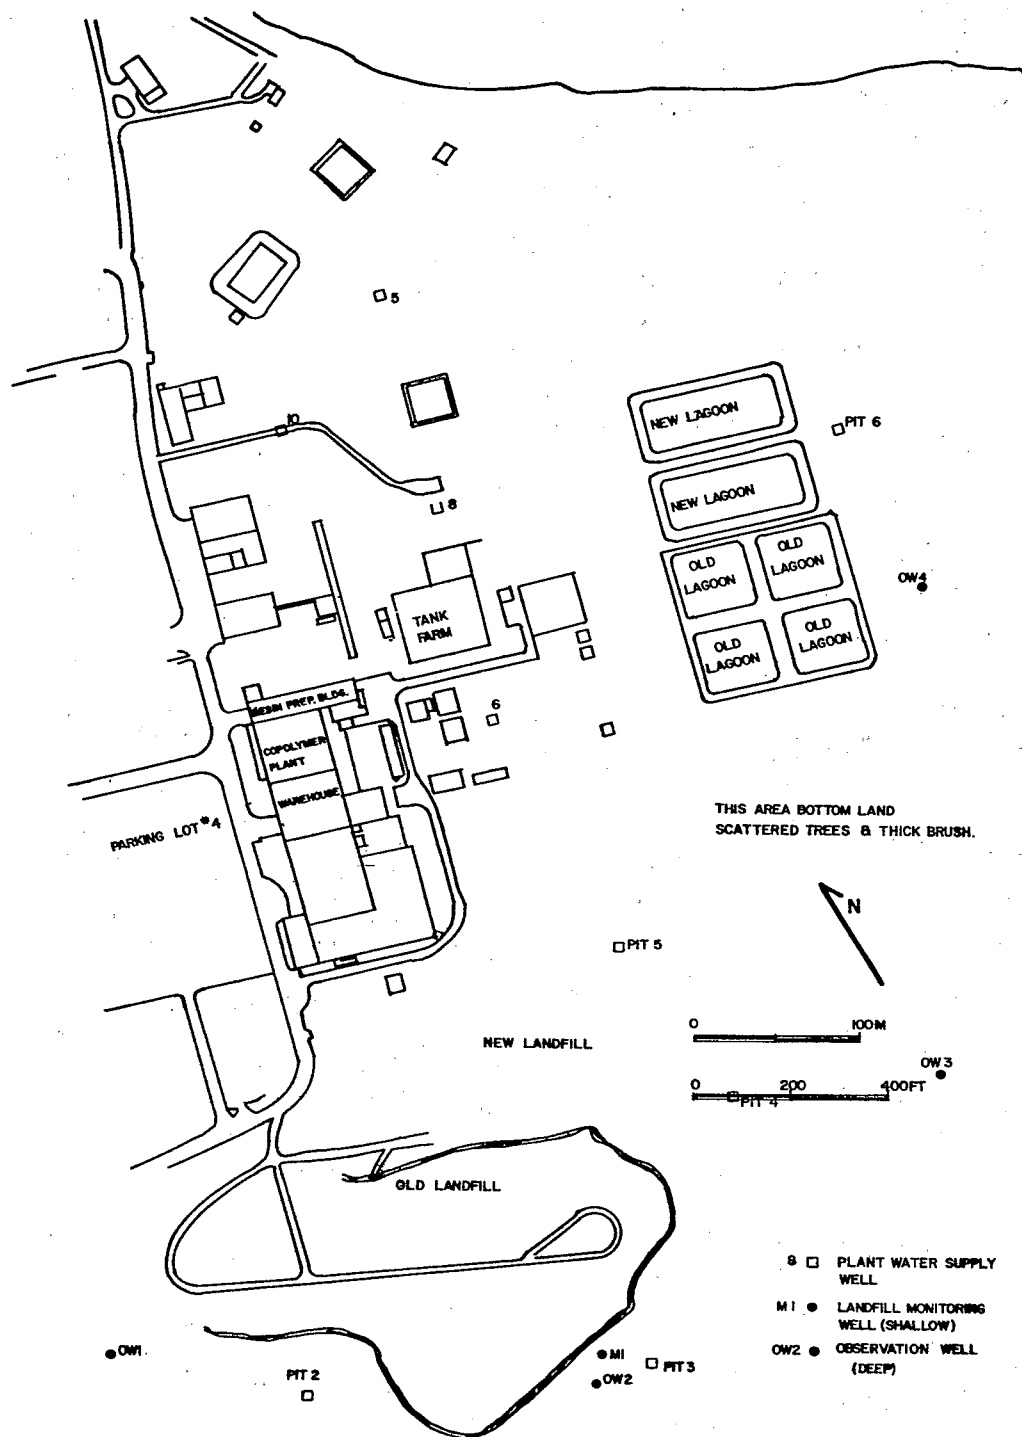 5
10
NEW LAGOON
PIT 6
8
NEW LAGOON
OLD
LAGOON
OLD
LAGOON
OW4
TANK
FARM
OLD
LAGOON
OLD
LAGOON
RESIN PREP. BLDG.
6
COPOLYMER
PLANT
WAREHOUSE
PARKING LOT #4
THIS AREA BOTTOM LAND
SCATTERED TREES & THICK BRUSH.
N
PIT 5
0 100M
NEW LANDFILL
OW3
0 200 400FT
PIT 4
OLD LANDFILL
8 PLANT WATER SUPPLY
WELL
M1 LANDFILL MONITORING
WELL (SHALLOW)
OW2 OBSERVATION WELL
(DEEP)
OW1
M1
PIT 3
PIT 2
OW2